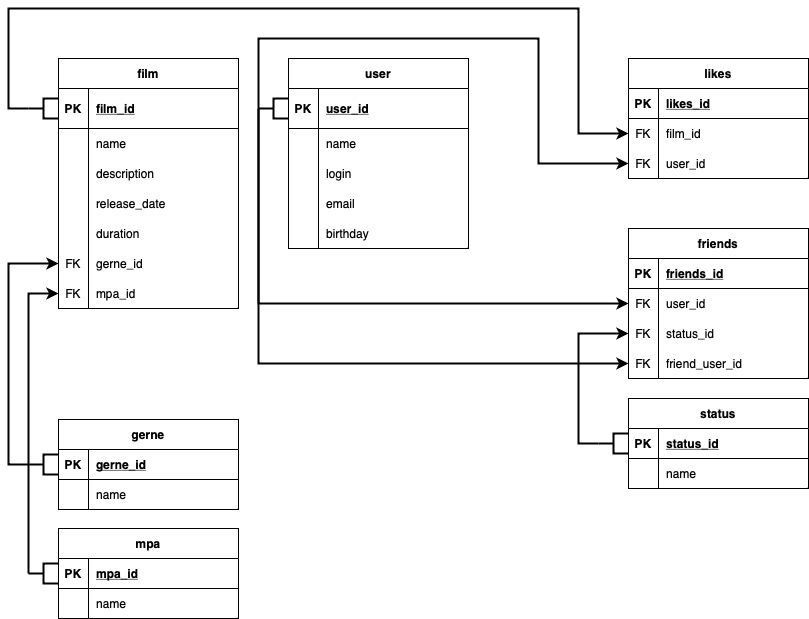 film
PK film_id
name
description
release_date
duration
FK gerne_id
FK mpa_id
user
PK user_id
name
login
email
birthday
likes
PK likes_id
FK film_id
FK user_id
friends
PK friends_id
FK user_id
FK status_id
FK friend_user_id
status
PK status_id
name
gerne
PK gerne_id
name
mpa
PK mpa_id
name